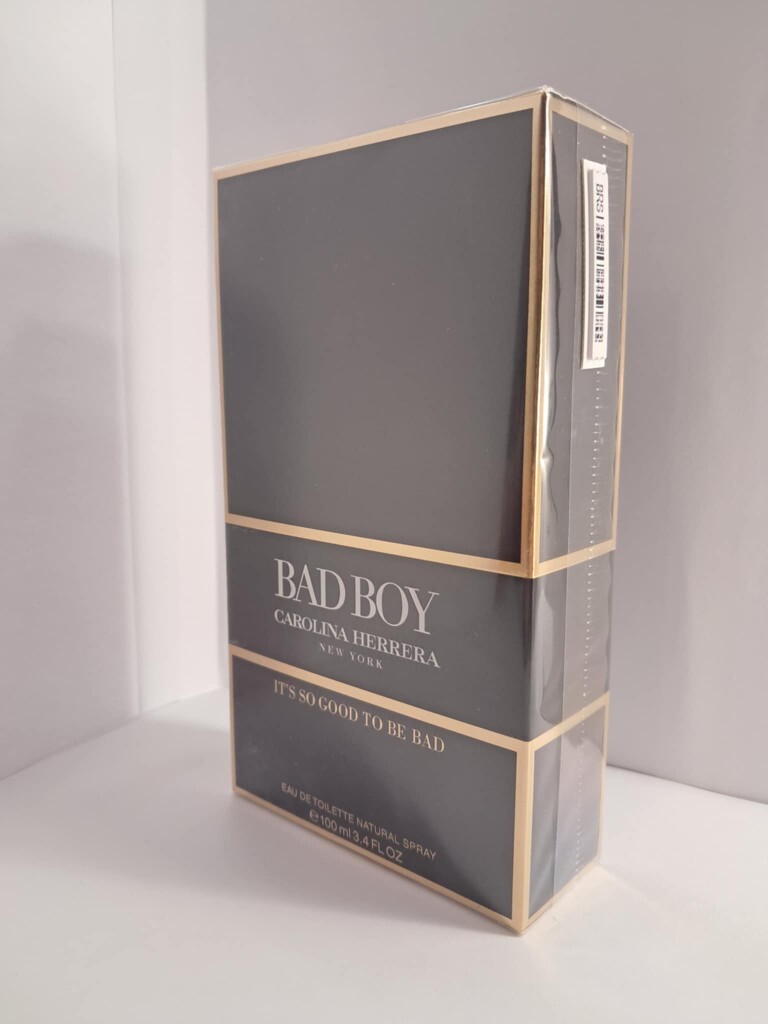 BAD BOY
CAROLINA HERRERA
NEW YORK
IT'S SO GOOD TO BE BAD
EAU DE TOILETTE NATURAL SPRAY
℮ 100 ml 3.4 FL OZ
BRS